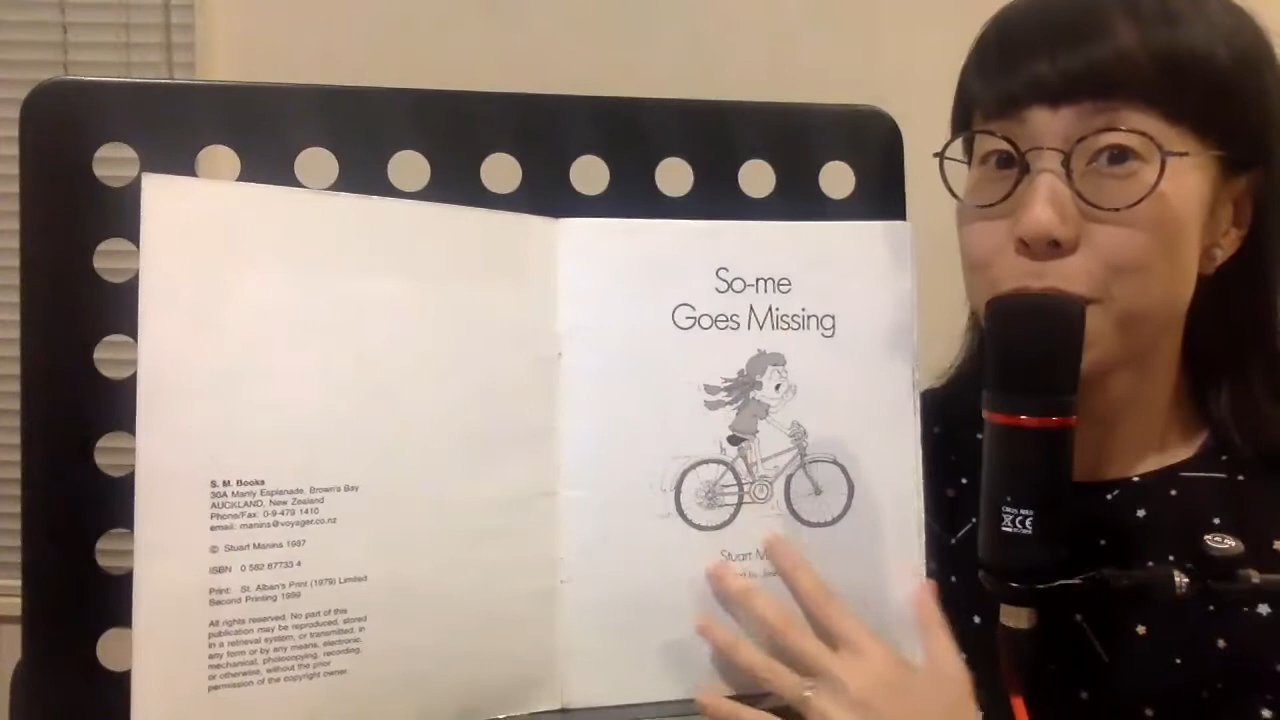 S. M. Books
30A Manly Esplanade, Brown's Bay
AUCKLAND, New Zealand
Phone/Fax: 0-9-479 1410
email: manins@voyager.co.nz
© Stuart Manins 1987
ISBN 0 582 87733 4
Print: St. Alban's Print (1979) Limited
Second Printing 1999
All rights reserved. No part of this
publication may be reproduced, stored
in a retrieval system, or transmitted, in
any form or by any means, electronic,
mechanical, photocopying, recording,
or otherwise, without the prior
permission of the copyright owner.
So-me
Goes Missing
Stuart
by
CE